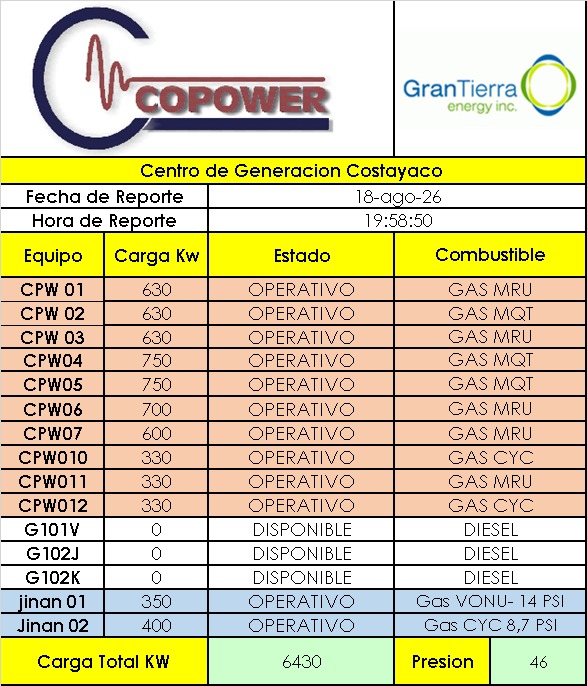 COPOWER
GranTierra
energy inc.
Centro de Generacion Costayaco
Fecha de Reporte 18-ago-26
Hora de Reporte 19:58:50
Equipo Carga Kw Estado Combustible
CPW 01 630 OPERATIVO GAS MRU
CPW 02 630 OPERATIVO GAS MQT
CPW 03 630 OPERATIVO GAS MRU
CPW04 750 OPERATIVO GAS MQT
CPW05 750 OPERATIVO GAS MQT
CPW06 700 OPERATIVO GAS MRU
CPW07 600 OPERATIVO GAS MRU
CPW010 330 OPERATIVO GAS CYC
CPW011 330 OPERATIVO GAS MRU
CPW012 330 OPERATIVO GAS CYC
G101V 0 DISPONIBLE DIESEL
G102J 0 DISPONIBLE DIESEL
G102K 0 DISPONIBLE DIESEL
jinan 01 350 OPERATIVO Gas VONU- 14 PSI
Jinan 02 400 OPERATIVO Gas CYC 8,7 PSI
Carga Total KW 6430 Presion 46